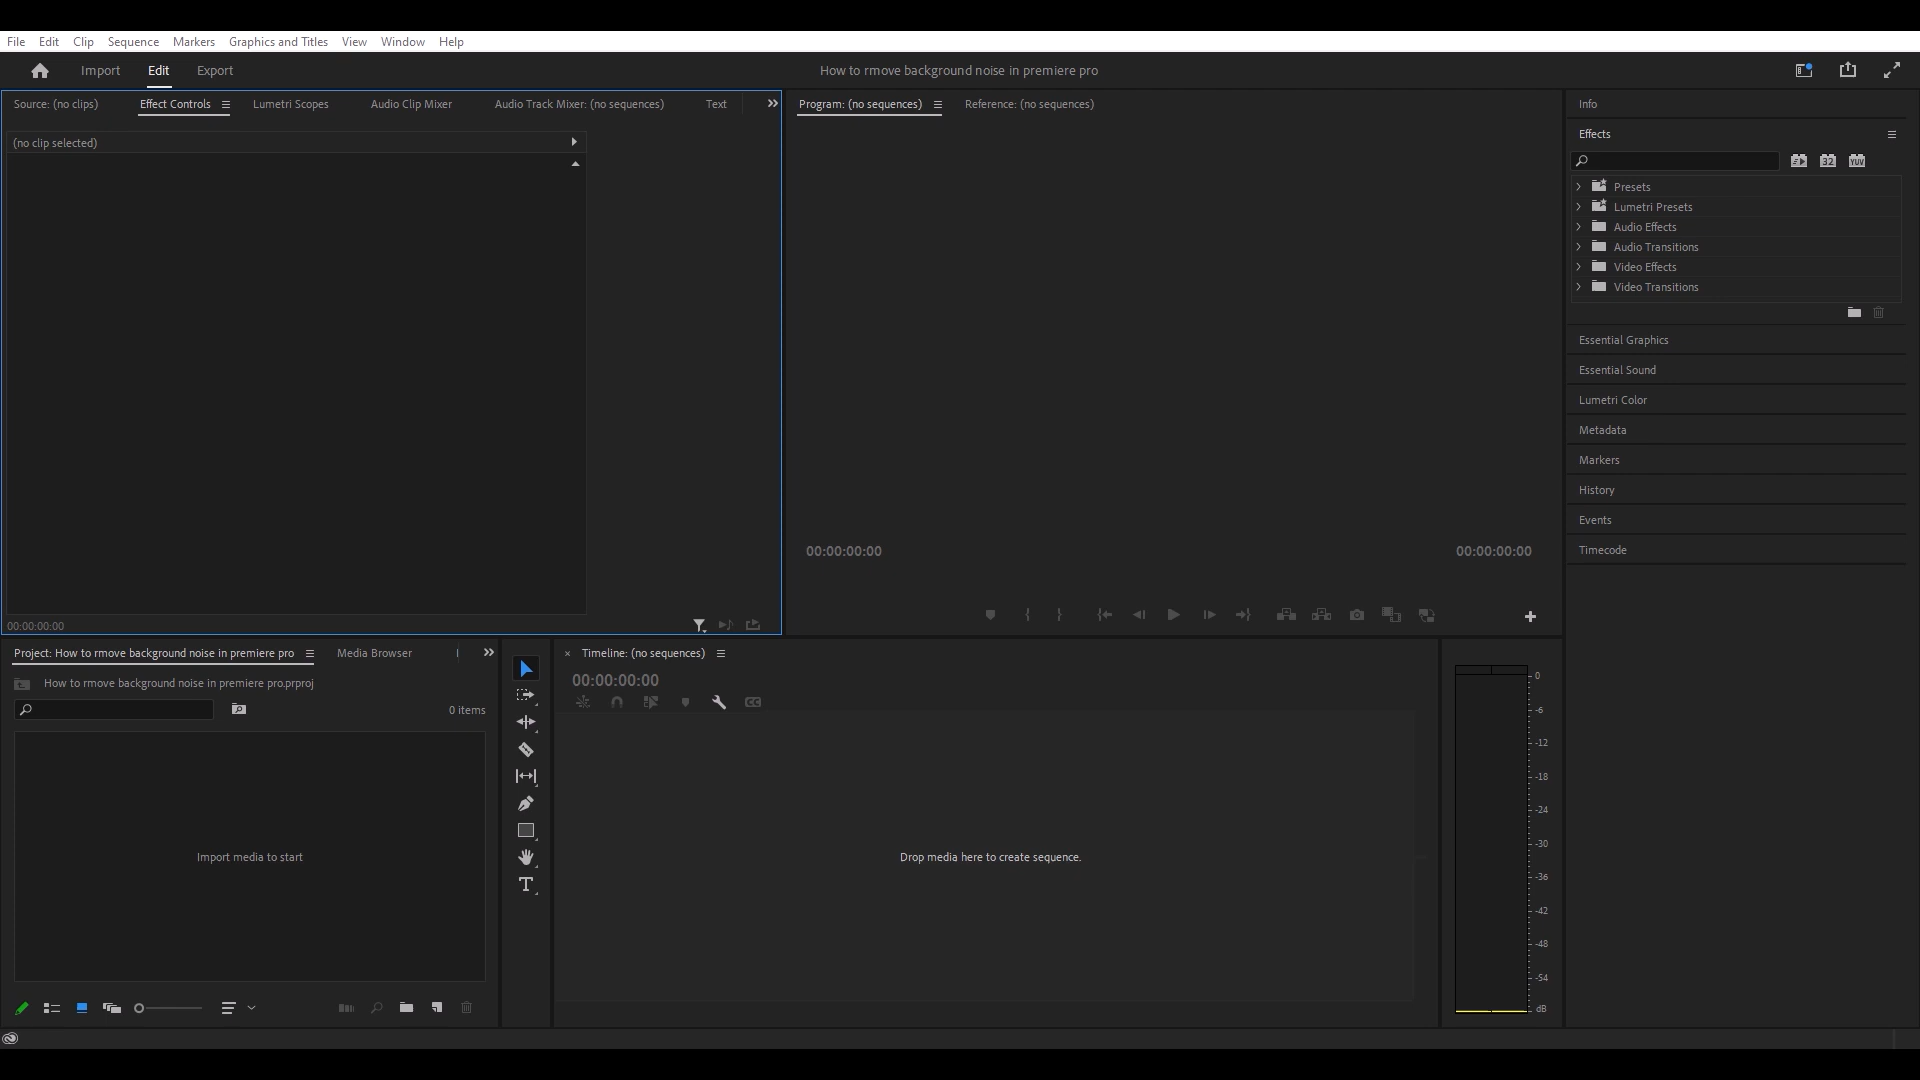 File Edit Clip Sequence Markers Graphics and Titles View Window Help
Import Edit Export How to rmove background noise in premiere pro
Source: (no clips) Effect Controls Lumetri Scopes Audio Clip Mixer Audio Track Mixer: (no sequences) Text
(no clip selected)
00:00:00:00
Program: (no sequences) Reference: (no sequences)
00:00:00:00 00:00:00:00
Info
Effects
32 YUV
Presets
Lumetri Presets
Audio Effects
Audio Transitions
Video Effects
Video Transitions
Essential Graphics
Essential Sound
Lumetri Color
Metadata
Markers
History
Events
Timecode
Project: How to rmove background noise in premiere pro Media Browser
How to rmove background noise in premiere pro.prproj
0 items
Import media to start
Timeline: (no sequences)
00:00:00:00
CC
Drop media here to create sequence.
0
-6
-12
-18
-24
-30
-36
-42
-48
-54
dB